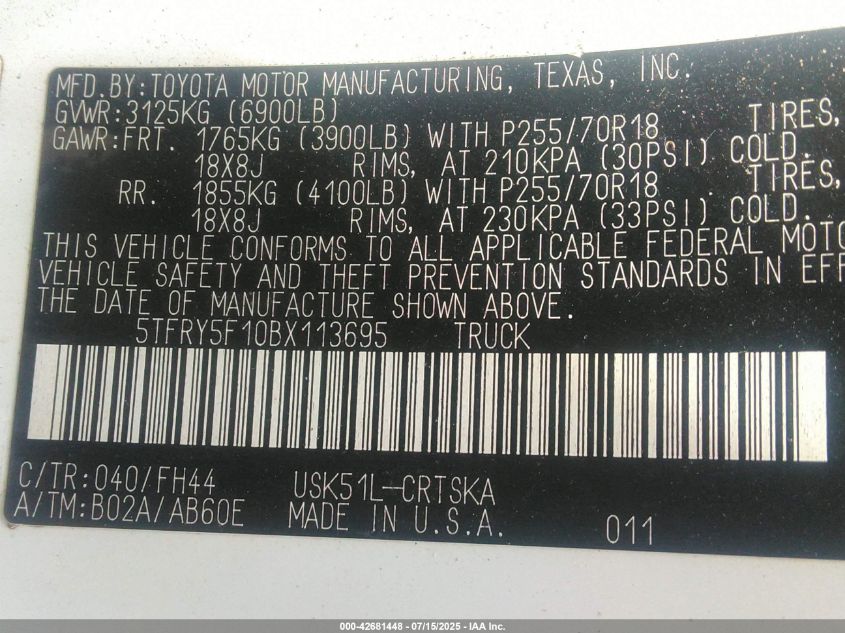 MFD.BY:TOYOTA MOTOR MANUFACTURING, TEXAS, INC.
GVWR:3125KG (6900LB)
GAWR:FRT. 1765KG (3900LB) WITH P255/70R18 TIRES,
18X8J RIMS, AT 210KPA (30PSI) COLD.
RR. 1855KG (4100LB) WITH P255/70R18 TIRES,
18X8J RIMS, AT 230KPA (33PSI) COLD.
THIS VEHICLE CONFORMS TO ALL APPLICABLE FEDERAL MOTO
VEHICLE SAFETY AND THEFT PREVENTION STANDARDS IN EFF
THE DATE OF MANUFACTURE SHOWN ABOVE.
5TFRY5F10BX113695 TRUCK
C/TR:040/FH44 USK51L-CRTSKA
A/TM:B02A/AB60E MADE IN U.S.A. 011
000-42681448 - 07/15/2025 - IAA Inc.